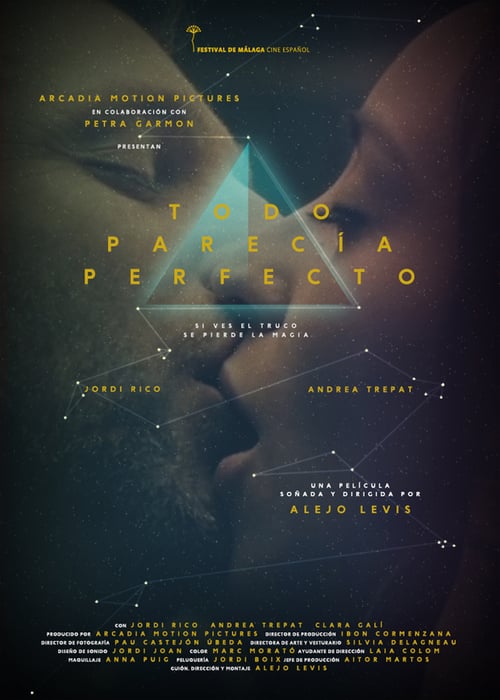 FESTIVAL DE MÁLAGA CINE ESPAÑOL
ARCADIA MOTION PICTURES
EN COLABORACIÓN CON
PETRA GARMON
PRESENTAN
TODO
PARECÍA
PERFECTO
SI VES EL TRUCO
SE PIERDE LA MAGIA
JORDI RICO
ANDREA TREPAT
UNA PELÍCULA
SOÑADA Y DIRIGIDA POR
ALEJO LEVIS
CON JORDI RICO ANDREA TREPAT CLARA GALÍ
PRODUCIDO POR ARCADIA MOTION PICTURES DIRECTOR DE PRODUCCIÓN IBON CORMENZANA
DIRECTOR DE FOTOGRAFÍA PAU CASTEJÓN ÚBEDA DIRECTORA DE ARTE Y VESTUARIO SILVIA DELAGNEAU
DISEÑO DE SONIDO JORDI JOAN COLOR MARC MORATÓ AYUDANTE DE DIRECCIÓN LAIA COLOM
MAQUILLAJE ANNA PUIG PELUQUERÍA JORDI BOIX JEFE DE PRODUCCIÓN AITOR MARTOS
GUIÓN, DIRECCIÓN Y MONTAJE ALEJO LEVIS